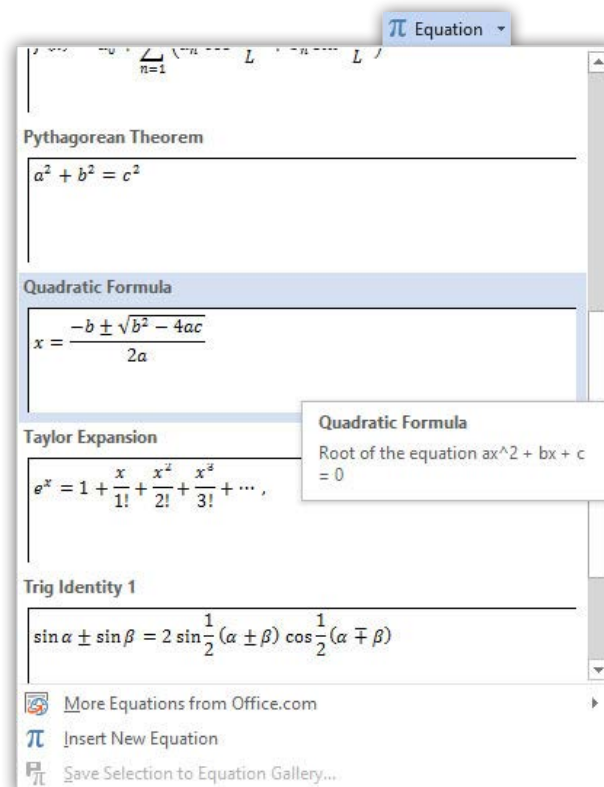 π Equation
n=1
L
L
Pythagorean Theorem
a² + b² = c²
Quadratic Formula
x = (-b ± √(b² − 4ac)) / 2a
Quadratic Formula
Root of the equation ax^2 + bx + c
= 0
Taylor Expansion
eˣ = 1 + x/1! + x²/2! + x³/3! + ⋯ ,
Trig Identity 1
sin α ± sin β = 2 sin 1/2 (α ± β) cos 1/2 (α ∓ β)
More Equations from Office.com
π Insert New Equation
Save Selection to Equation Gallery...